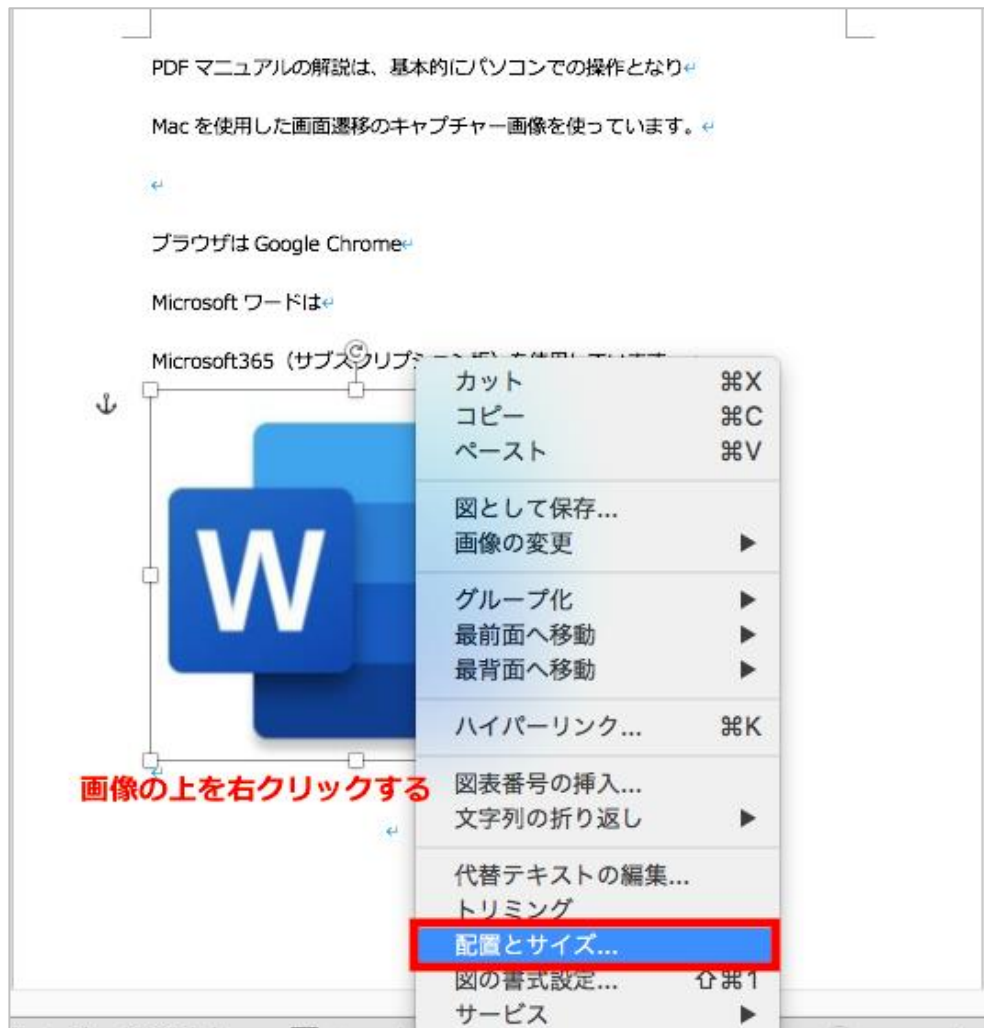 PDF マニュアルの解説は、基本的にパソコンでの操作となり
Mac を使用した画面遷移のキャプチャー画像を使っています。
ブラウザは Google Chrome
Microsoft ワードは
Microsoft365（サブスクリプション版）を使用しています
W
カット ⌘X
コピー ⌘C
ペースト ⌘V
図として保存...
画像の変更 ▶
グループ化 ▶
最前面へ移動 ▶
最背面へ移動 ▶
ハイパーリンク... ⌘K
画像の上を右クリックする
図表番号の挿入...
文字列の折り返し ▶
代替テキストの編集...
トリミング
配置とサイズ...
図の書式設定... ⇧⌘1
サービス ▶